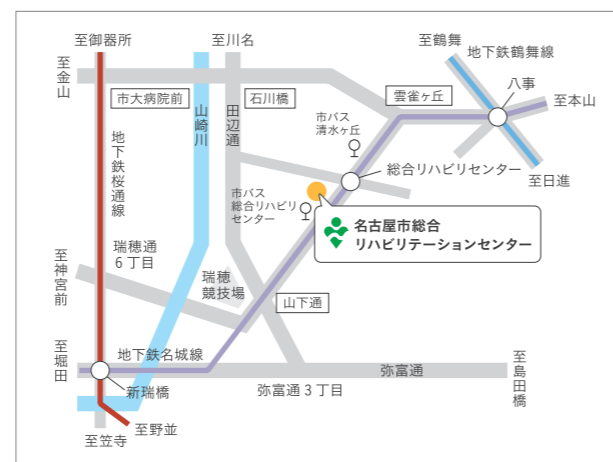 至御器所
至川名
至鶴舞
地下鉄鶴舞線
至金山
市大病院前
山崎川
田辺通
石川橋
雲雀ヶ丘
八事
至本山
市バス
清水ヶ丘
地下鉄桜通線
総合リハビリセンター
至日進
市バス
総合リハビリ
センター
名古屋市総合
リハビリテーションセンター
瑞穂通
6丁目
至神宮前
瑞穂
競技場
山下通
至堀田
地下鉄名城線
弥富通
至島田橋
新瑞橋
弥富通3丁目
至野並
至笠寺